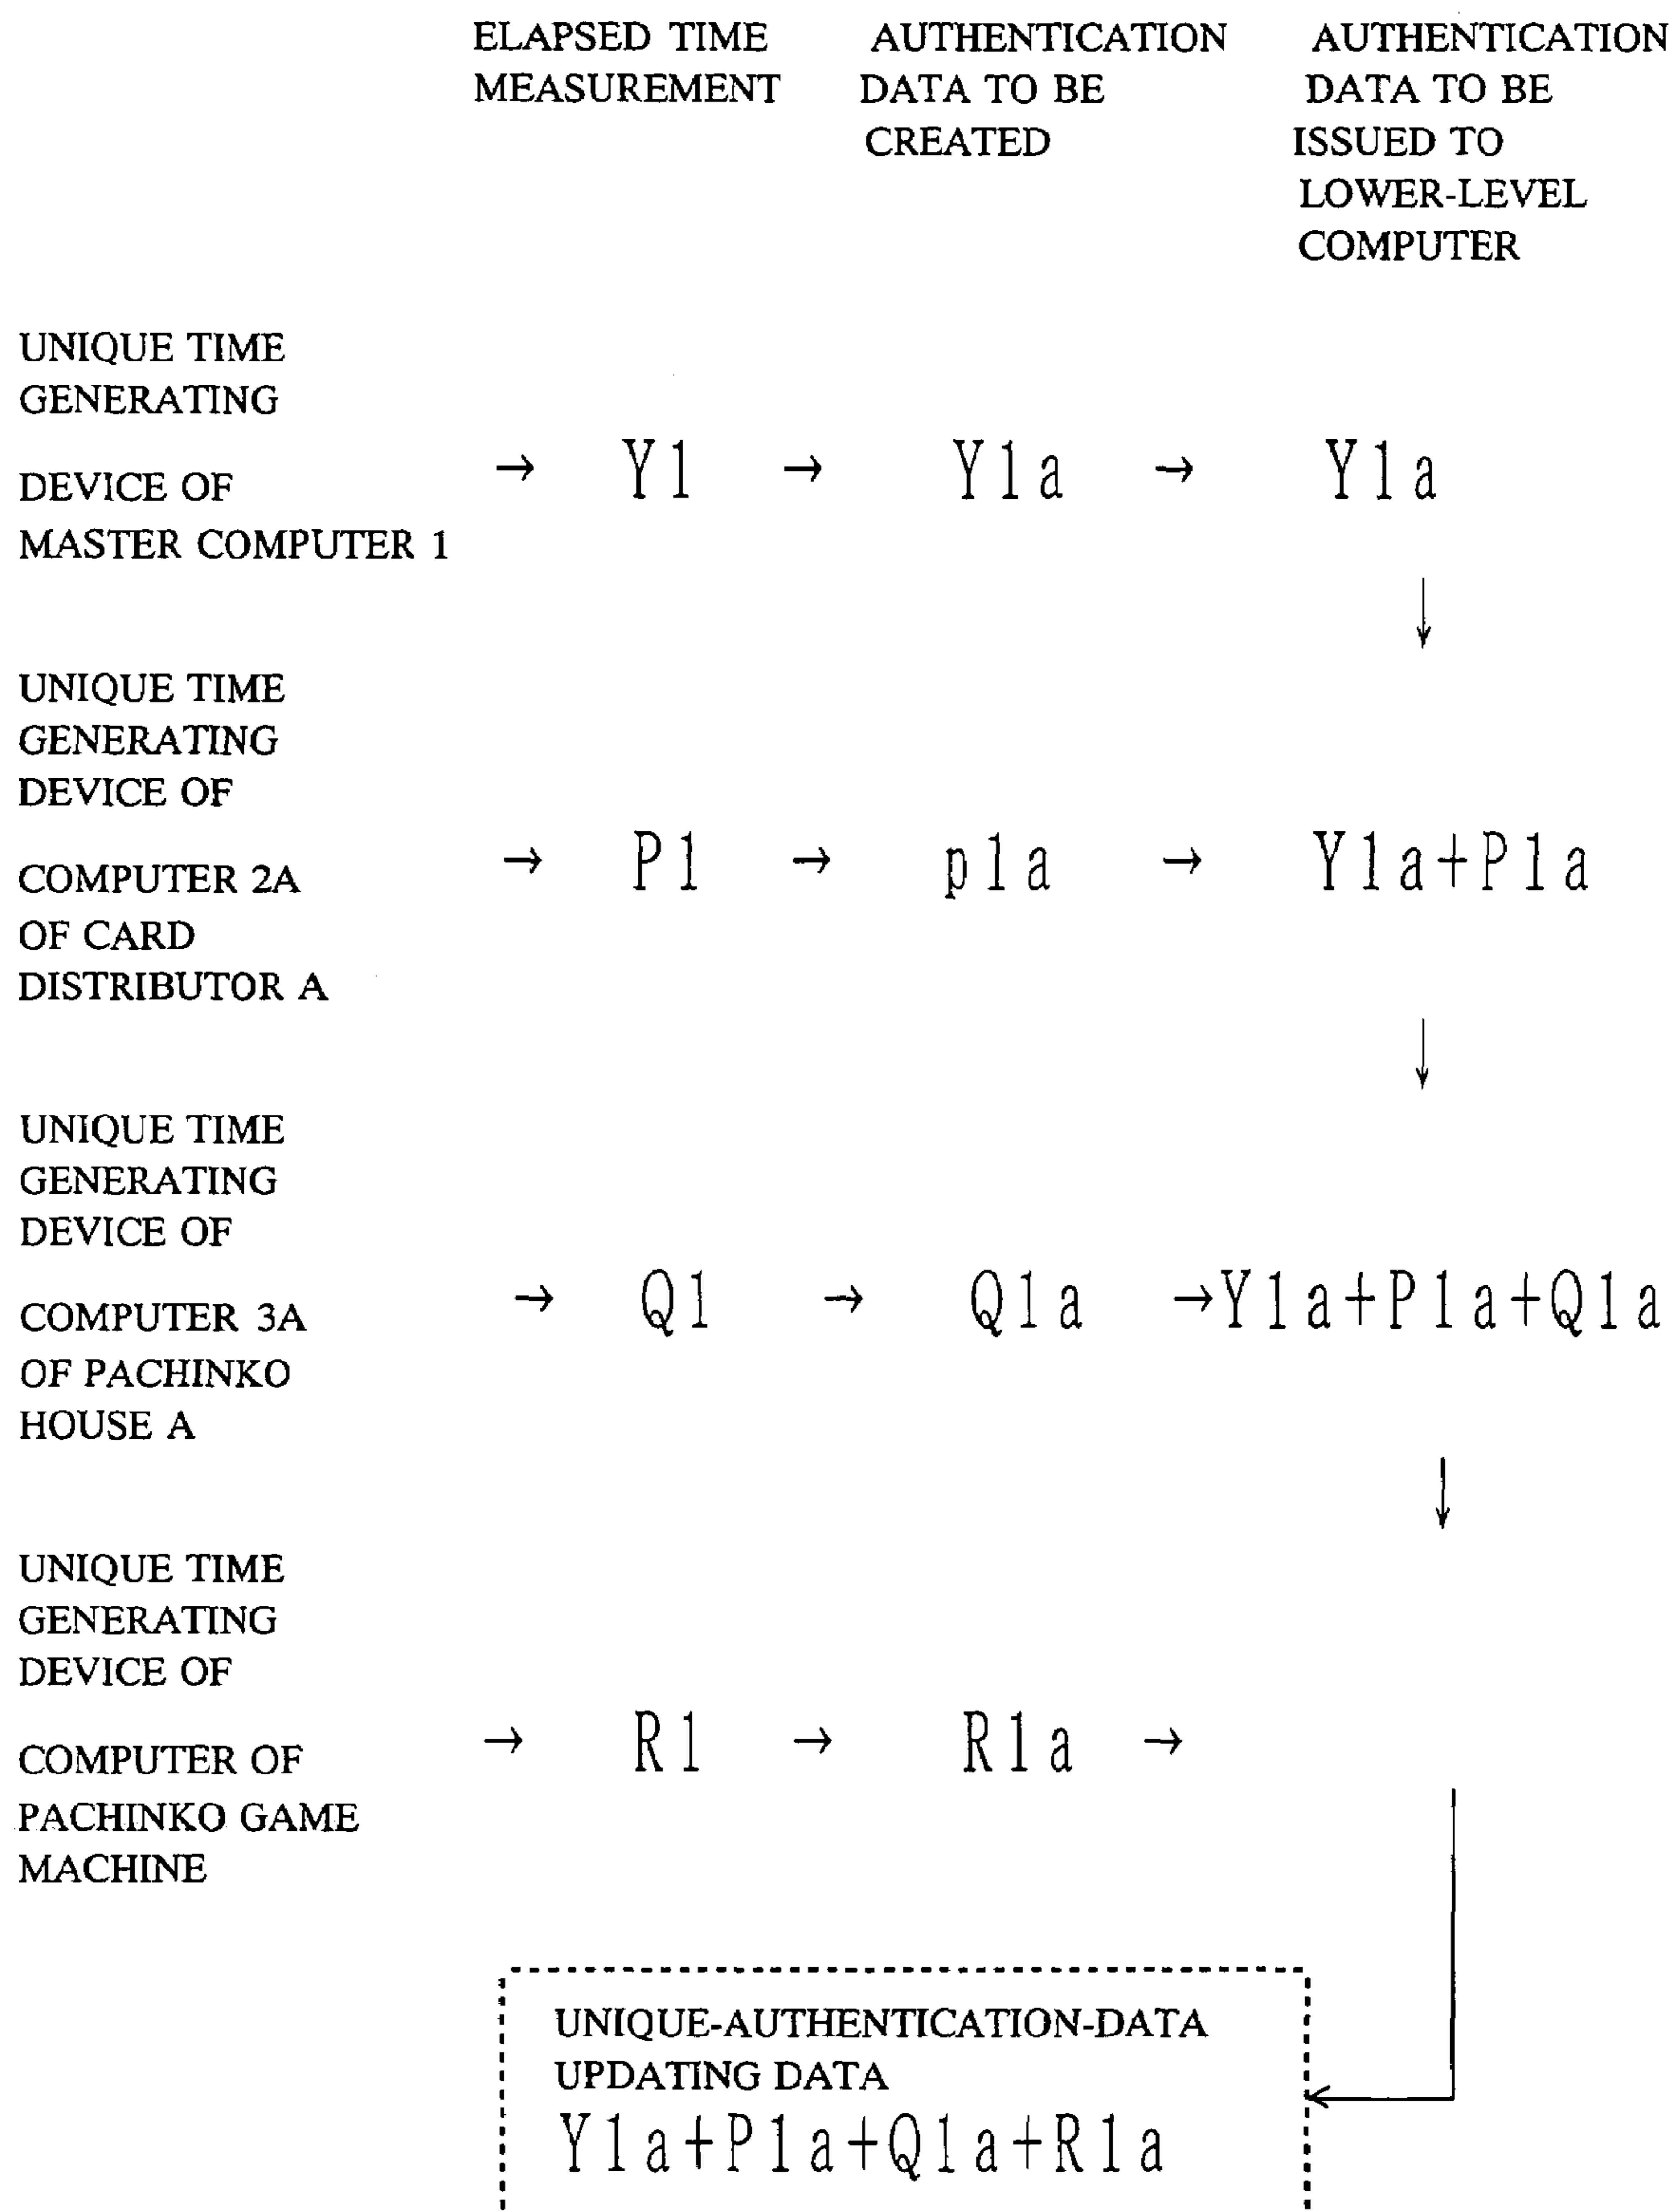 ELAPSED TIME MEASUREMENT
AUTHENTICATION DATA TO BE CREATED
AUTHENTICATION DATA TO BE ISSUED TO LOWER-LEVEL COMPUTER
UNIQUE TIME
GENERATING
DEVICE OF
MASTER COMPUTER 1
→ Y1 → Y1a → Y1a
UNIQUE TIME
GENERATING
DEVICE OF
COMPUTER 2A
OF CARD
DISTRIBUTOR A
→ P1 → p1a → Y1a+P1a
UNIQUE TIME
GENERATING
DEVICE OF
COMPUTER 3A
OF PACHINKO
HOUSE A
→ Q1 → Q1a →Y1a+P1a+Q1a
UNIQUE TIME
GENERATING
DEVICE OF
COMPUTER OF
PACHINKO GAME
MACHINE
→ R1 → R1a →
UNIQUE-AUTHENTICATION-DATA
UPDATING DATA
Y1a+P1a+Q1a+R1a